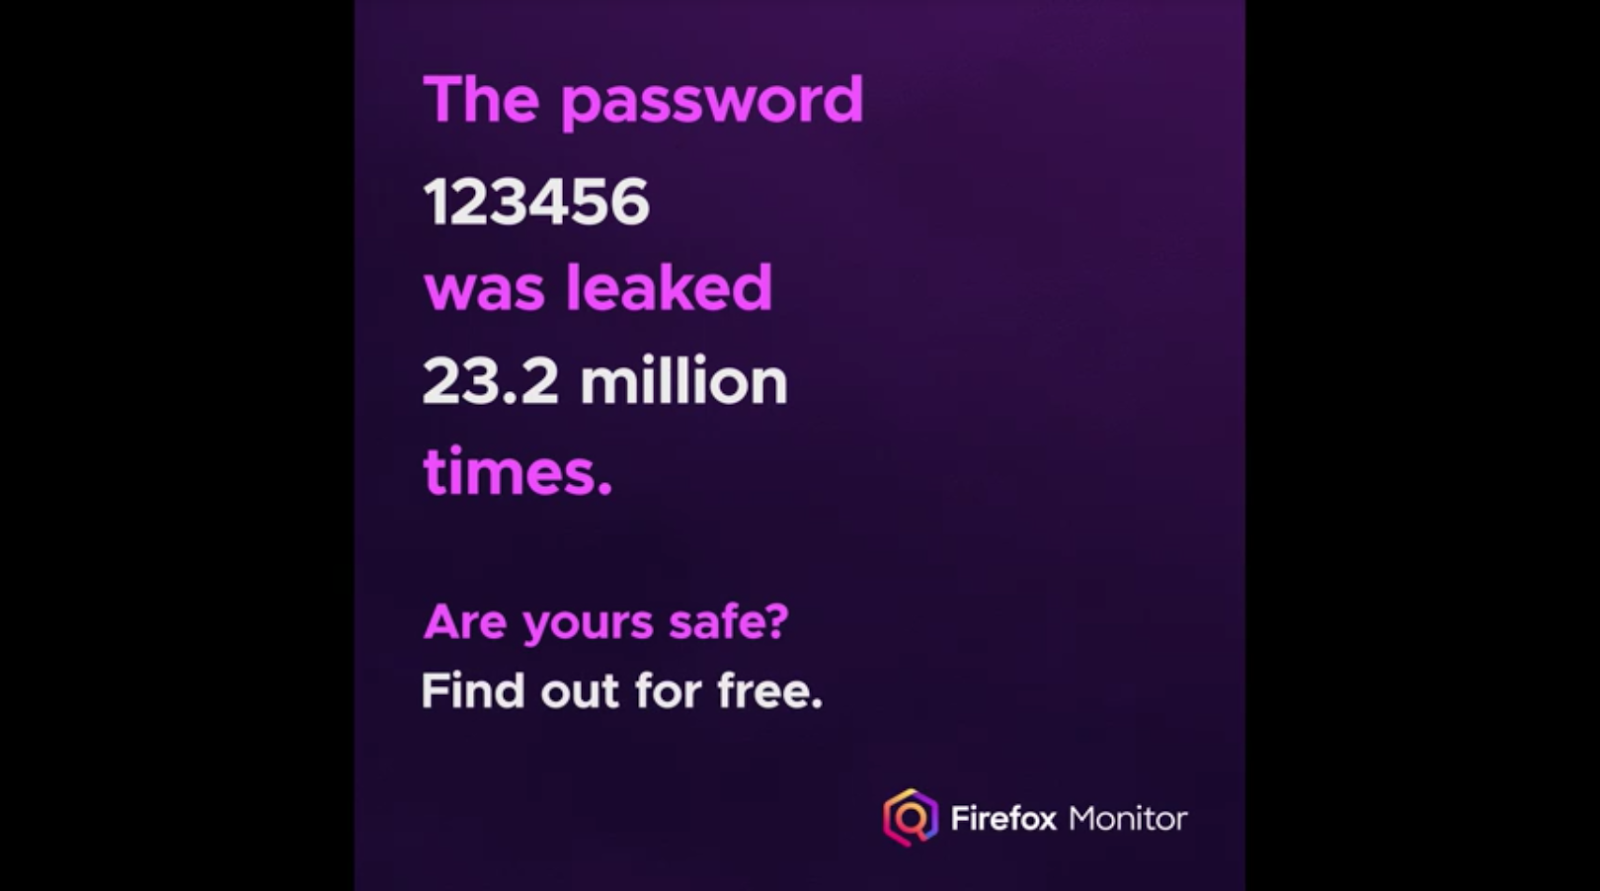 The password
123456
was leaked
23.2 million
times.
Are yours safe?
Find out for free.
Firefox Monitor